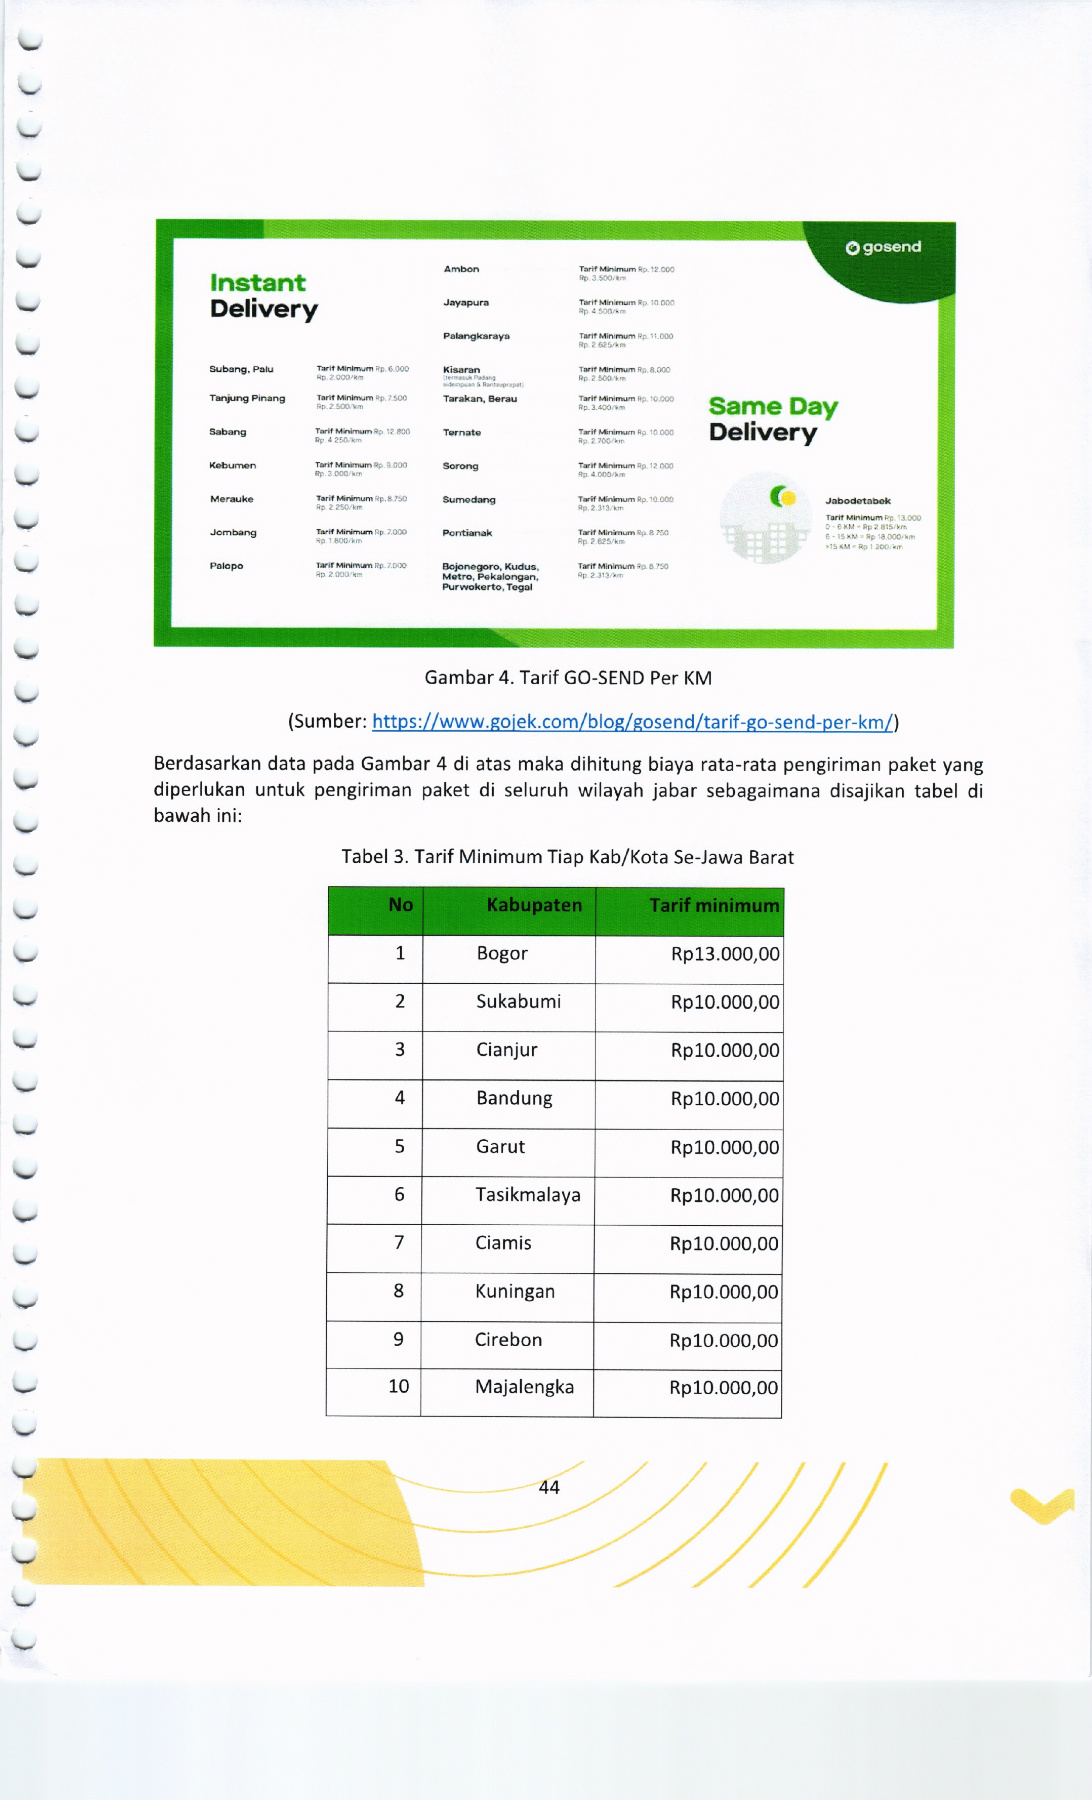 gosend
Instant
Delivery
Subang, Palu
Tarif Minimum Rp. 6.000
Rp. 2.000/km
Tanjung Pinang
Tarif Minimum Rp. 7.500
Rp. 2.500/km
Sabang
Tarif Minimum Rp. 12.800
Rp. 4.250/km
Kebumen
Tarif Minimum Rp. 9.000
Rp. 3.000/km
Merauke
Tarif Minimum Rp. 8.750
Rp. 2.250/km
Jombang
Tarif Minimum Rp. 7.000
Rp. 1.800/km
Palopo
Tarif Minimum Rp. 7.000
Rp. 2.000/km
Ambon
Tarif Minimum Rp. 12.000
Rp. 3.500/km
Jayapura
Tarif Minimum Rp. 10.000
Rp. 4.500/km
Palangkaraya
Tarif Minimum Rp. 11.000
Rp. 2.625/km
Kisaran
(termasuk Padang
sidempuan & Rantauprapat)
Tarif Minimum Rp. 8.000
Rp. 2.500/km
Tarakan, Berau
Tarif Minimum Rp. 10.000
Rp. 3.400/km
Ternate
Tarif Minimum Rp. 10.000
Rp. 2.700/km
Sorong
Tarif Minimum Rp. 12.000
Rp. 4.000/km
Sumedang
Tarif Minimum Rp. 10.000
Rp. 2.313/km
Pontianak
Tarif Minimum Rp. 8.750
Rp. 2.625/km
Bojonegoro, Kudus,
Metro, Pekalongan,
Purwokerto, Tegal
Tarif Minimum Rp. 8.750
Rp. 2.313/km
Same Day
Delivery
Jabodetabek
Tarif Minimum Rp. 13.000
0 - 6 KM = Rp 2.815/km
6 - 15 KM = Rp 18.000/km
>15 KM = Rp 1.200/km
Gambar 4. Tarif GO-SEND Per KM
(Sumber: https://www.gojek.com/blog/gosend/tarif-go-send-per-km/)
Berdasarkan data pada Gambar 4 di atas maka dihitung biaya rata-rata pengiriman paket yang
diperlukan untuk pengiriman paket di seluruh wilayah jabar sebagaimana disajikan tabel di
bawah ini:
Tabel 3. Tarif Minimum Tiap Kab/Kota Se-Jawa Barat
No Kabupaten Tarif minimum
1 Bogor Rp13.000,00
2 Sukabumi Rp10.000,00
3 Cianjur Rp10.000,00
4 Bandung Rp10.000,00
5 Garut Rp10.000,00
6 Tasikmalaya Rp10.000,00
7 Ciamis Rp10.000,00
8 Kuningan Rp10.000,00
9 Cirebon Rp10.000,00
10 Majalengka Rp10.000,00
44